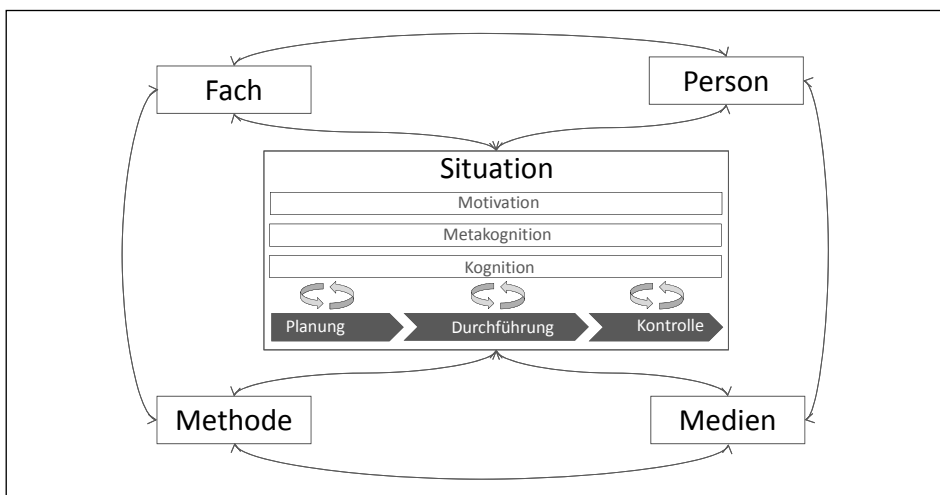 Fach
Person
Situation
Motivation
Metakognition
Kognition
Planung
Durchführung
Kontrolle
Methode
Medien